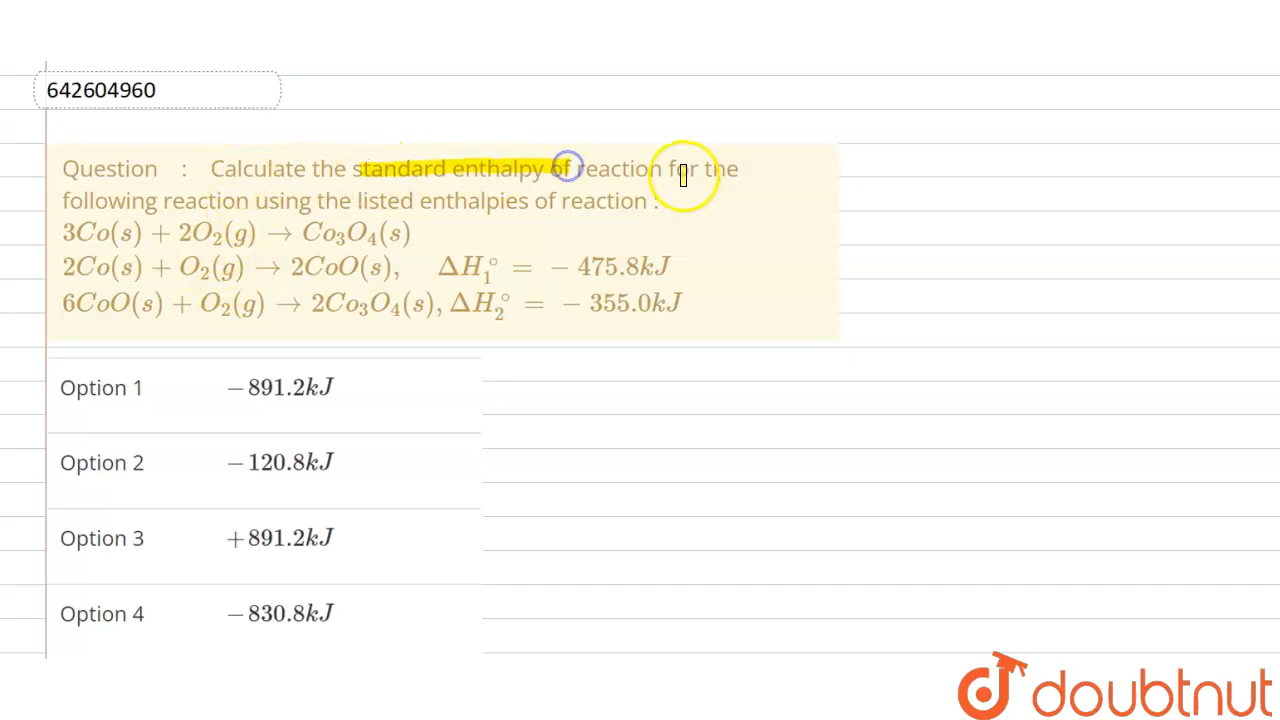 642604960
Question : Calculate the standard enthalpy of reaction for the
following reaction using the listed enthalpies of reaction :
3Co(s) + 2O₂(g) → Co₃O₄(s)
2Co(s) + O₂(g) → 2CoO(s), ΔH₁° = − 475.8kJ
6CoO(s) + O₂(g) → 2Co₃O₄(s), ΔH₂° = − 355.0kJ
Option 1 − 891.2kJ
Option 2 − 120.8kJ
Option 3 + 891.2kJ
Option 4 − 830.8kJ
doubtnut